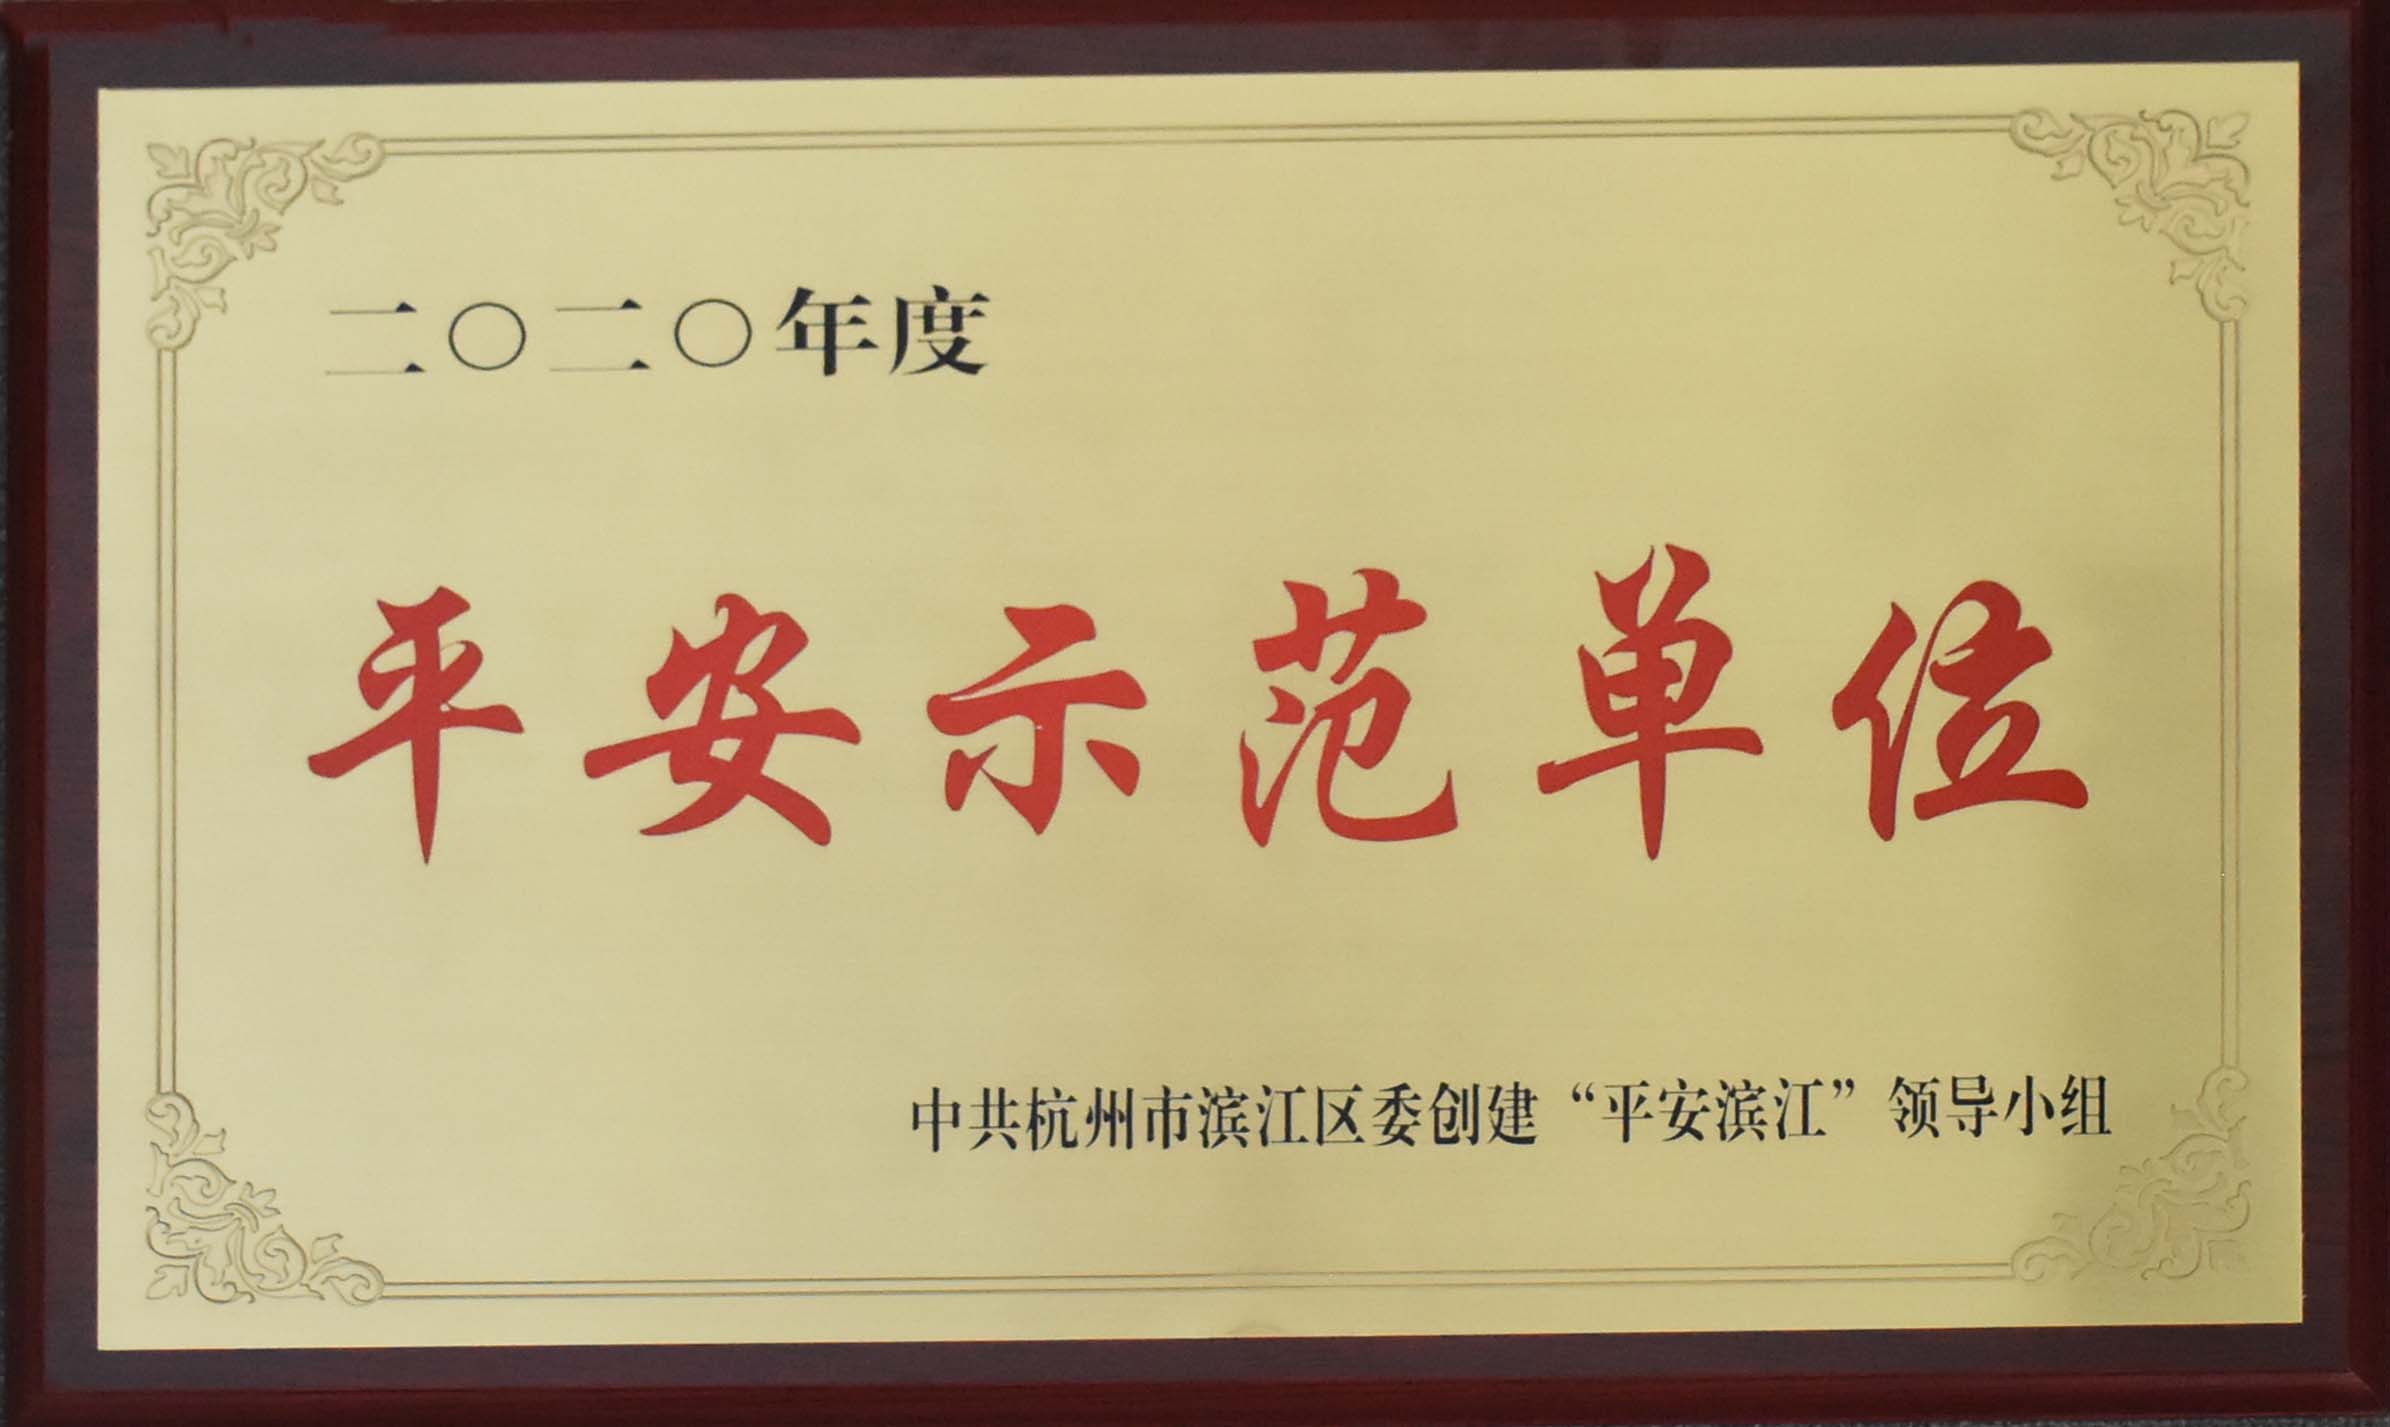 二〇二〇年度
平安示范单位
中共杭州市滨江区委创建“平安滨江”领导小组